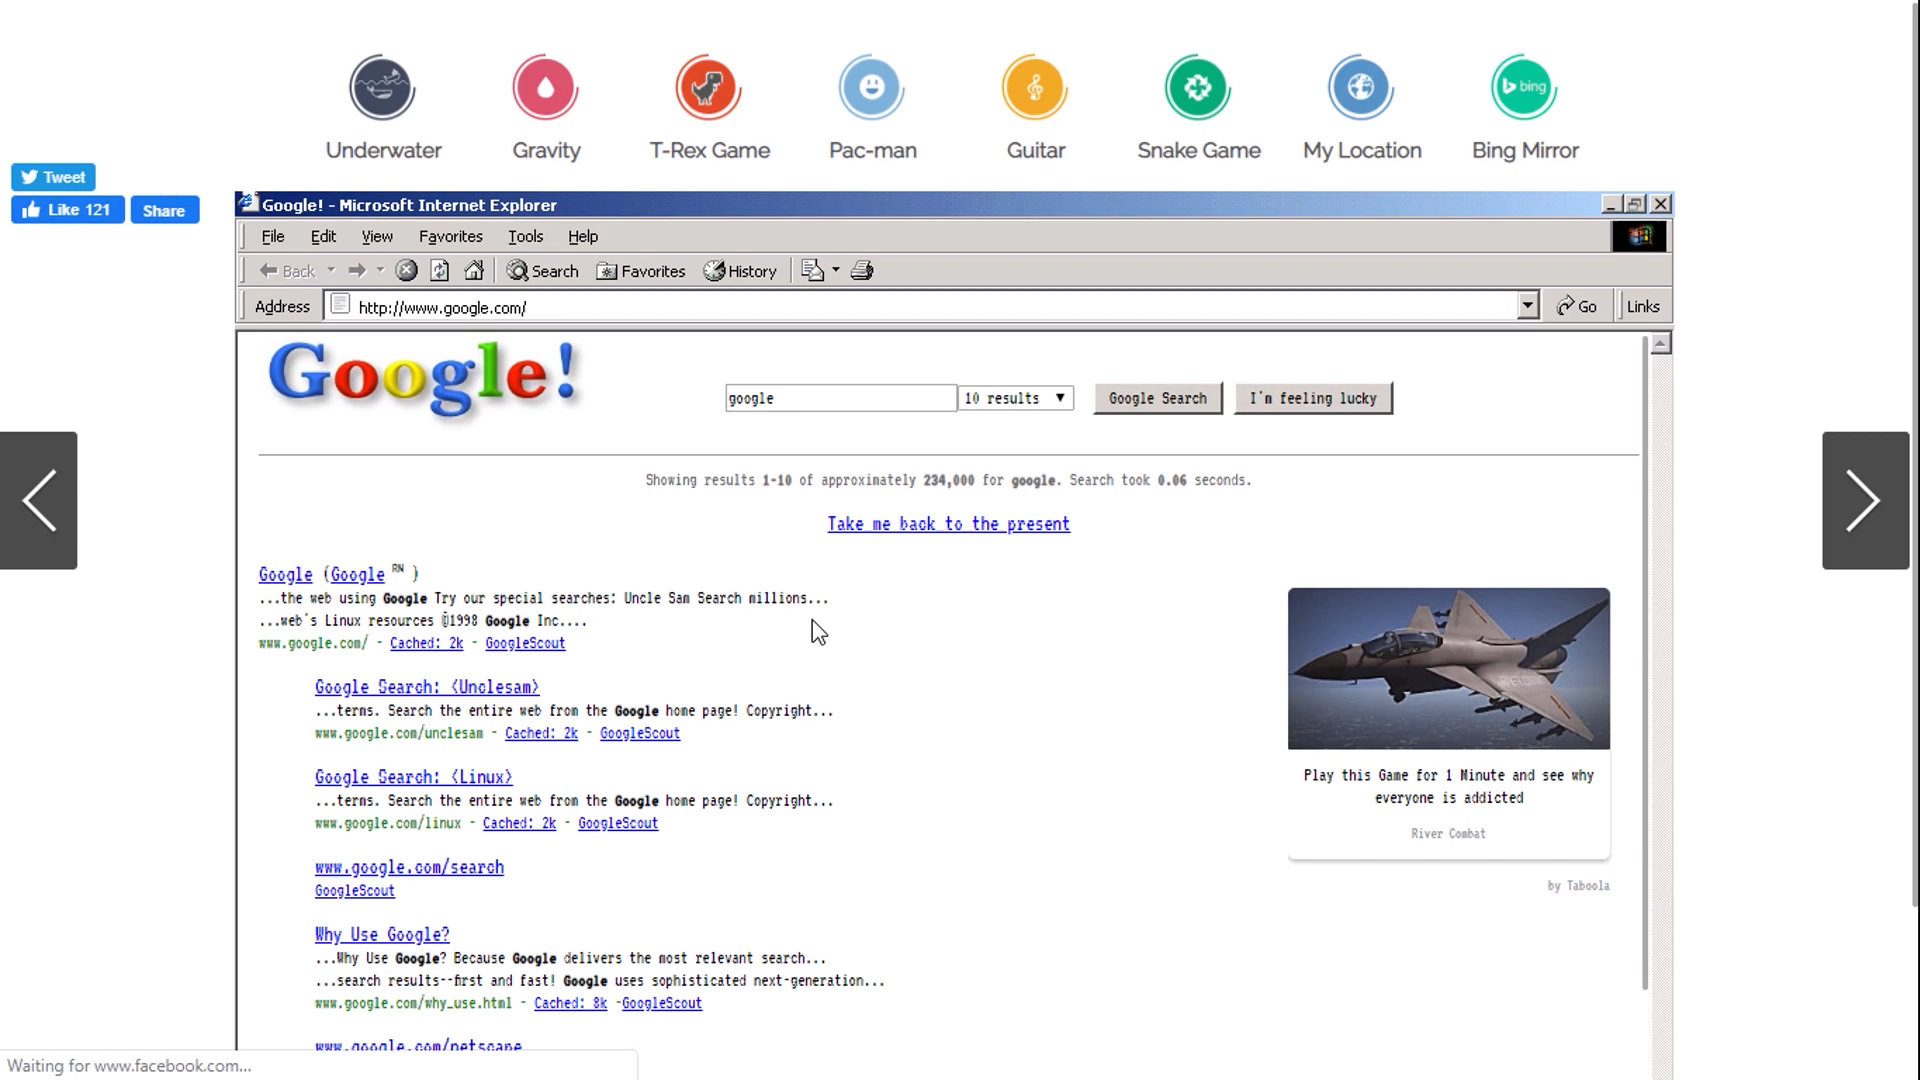 Underwater
Gravity
T-Rex Game
Pac-man
Guitar
Snake Game
My Location
bing
Bing Mirror
Tweet
Like 121
Share
Google! - Microsoft Internet Explorer
File Edit View Favorites Tools Help
Back Search Favorites History
Address http://www.google.com/ Go Links
Google!
google 10 results Google Search I'm feeling lucky
Showing results 1-10 of approximately 234,000 for google. Search took 0.06 seconds.
Take me back to the present
Google (Google RN )
...the web using Google Try our special searches: Uncle Sam Search millions...
...web's Linux resources ©1998 Google Inc....
www.google.com/ - Cached: 2k - GoogleScout
Google Search: <Unclesam>
...terms. Search the entire web from the Google home page! Copyright...
www.google.com/unclesam - Cached: 2k - GoogleScout
Google Search: <Linux>
...terms. Search the entire web from the Google home page! Copyright...
www.google.com/linux - Cached: 2k - GoogleScout
www.google.com/search
GoogleScout
Why Use Google?
...Why Use Google? Because Google delivers the most relevant search...
...search results--first and fast! Google uses sophisticated next-generation...
www.google.com/why_use.html - Cached: 8k -GoogleScout
www.google.com/netscape
Play this Game for 1 Minute and see why
everyone is addicted
River Combat
by Taboola
Waiting for www.facebook.com...